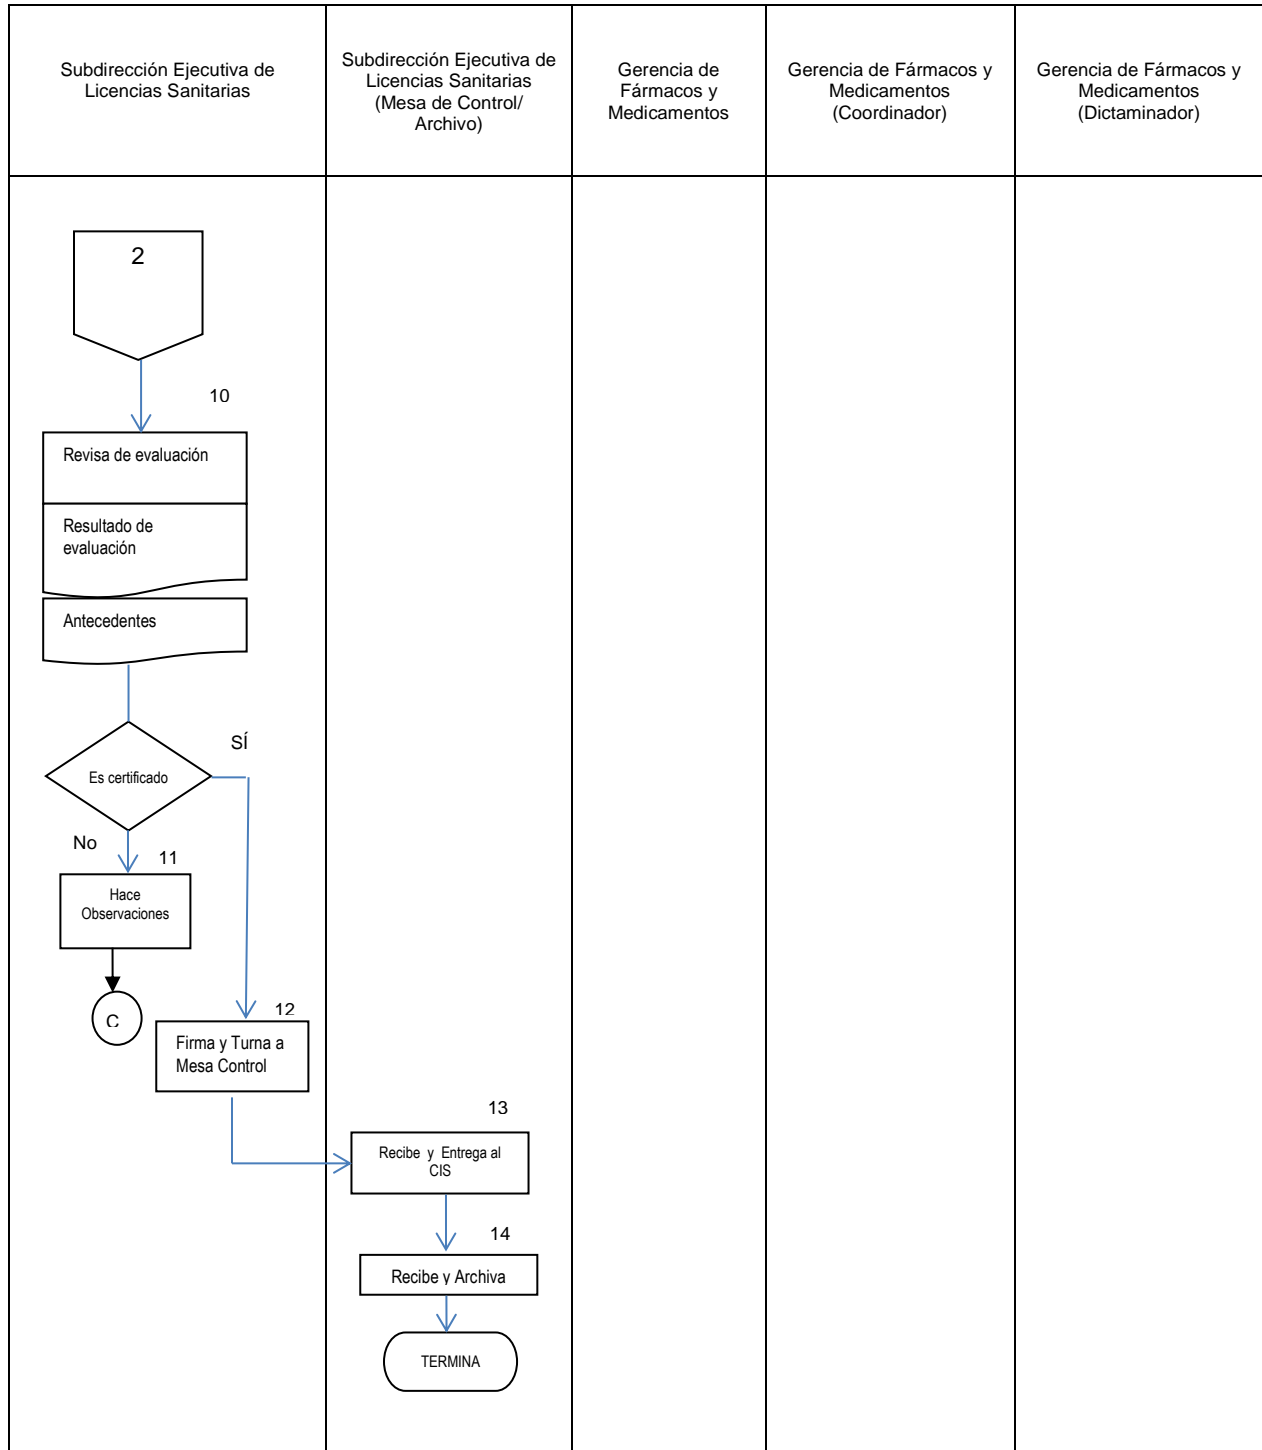 Subdirección Ejecutiva de
Licencias Sanitarias
Subdirección Ejecutiva de
Licencias Sanitarias
(Mesa de Control/
Archivo)
Gerencia de
Fármacos y
Medicamentos
Gerencia de Fármacos y
Medicamentos
(Coordinador)
Gerencia de Fármacos y
Medicamentos
(Dictaminador)
2
10
Revisa de evaluación
Resultado de
evaluación
Antecedentes
SÍ
Es certificado
No
11
Hace
Observaciones
C
12
Firma y Turna a
Mesa Control
13
Recibe y Entrega al
CIS
14
Recibe y Archiva
TERMINA